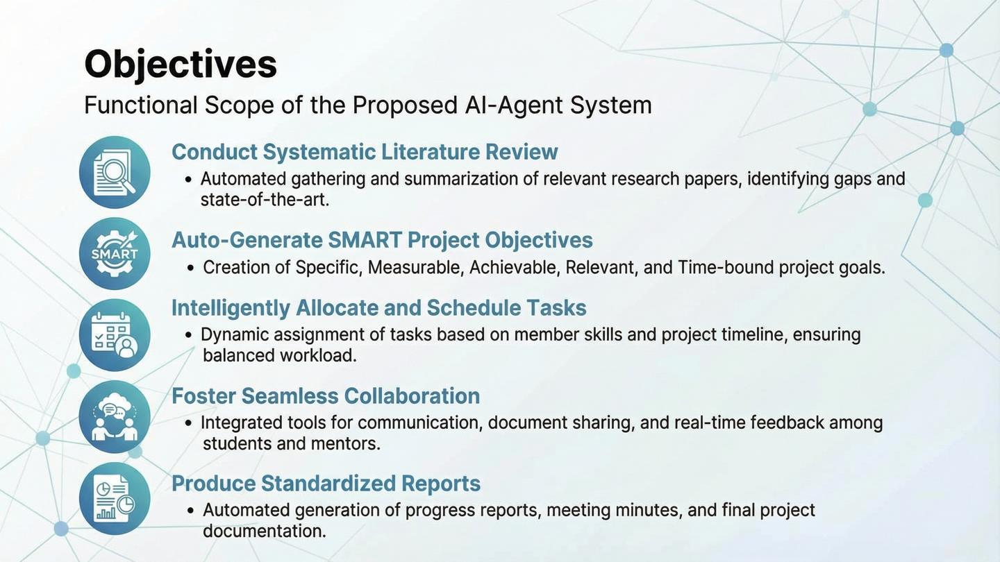 Objectives
Functional Scope of the Proposed AI-Agent System
Conduct Systematic Literature Review
• Automated gathering and summarization of relevant research papers, identifying gaps and
state-of-the-art.
SMART
Auto-Generate SMART Project Objectives
• Creation of Specific, Measurable, Achievable, Relevant, and Time-bound project goals.
Intelligently Allocate and Schedule Tasks
• Dynamic assignment of tasks based on member skills and project timeline, ensuring
balanced workload.
Foster Seamless Collaboration
• Integrated tools for communication, document sharing, and real-time feedback among
students and mentors.
Produce Standardized Reports
• Automated generation of progress reports, meeting minutes, and final project
documentation.